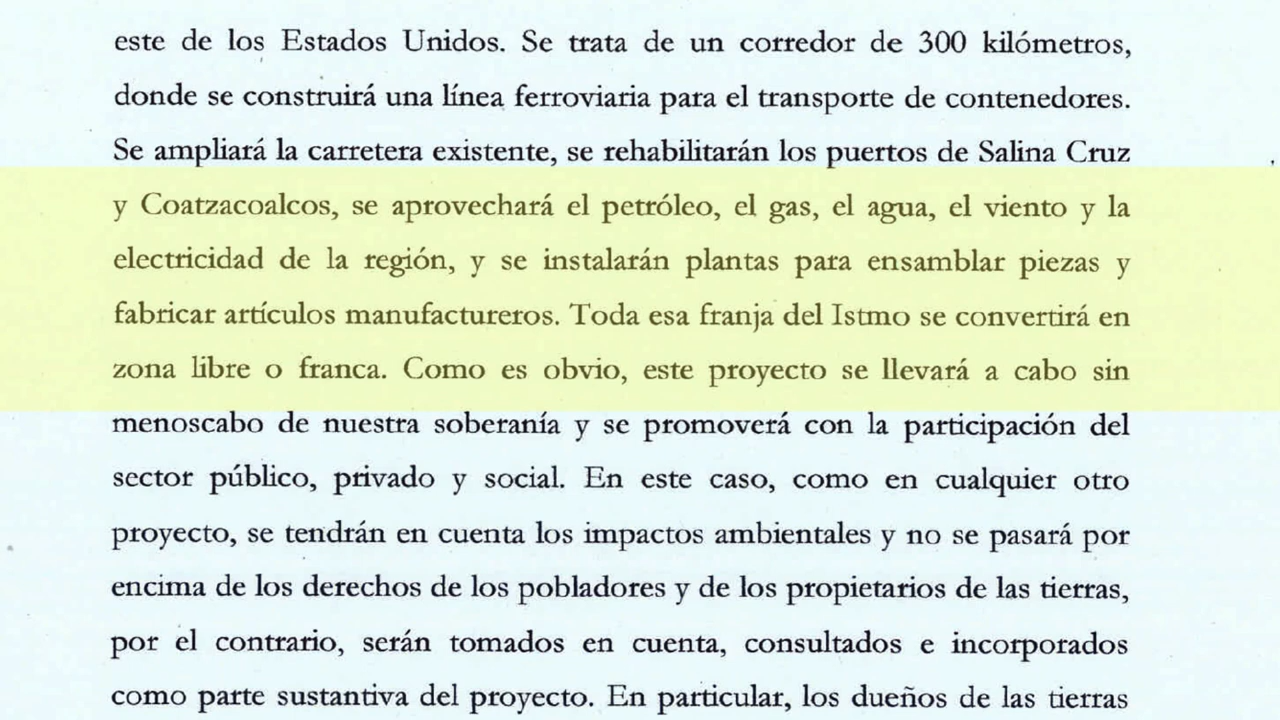 este de los Estados Unidos. Se trata de un corredor de 300 kilómetros,
donde se construirá una línea ferroviaria para el transporte de contenedores.
Se ampliará la carretera existente, se rehabilitarán los puertos de Salina Cruz
y Coatzacoalcos, se aprovechará el petróleo, el gas, el agua, el viento y la
electricidad de la región, y se instalarán plantas para ensamblar piezas y
fabricar artículos manufactureros. Toda esa franja del Istmo se convertirá en
zona libre o franca. Como es obvio, este proyecto se llevará a cabo sin
menoscabo de nuestra soberanía y se promoverá con la participación del
sector público, privado y social. En este caso, como en cualquier otro
proyecto, se tendrán en cuenta los impactos ambientales y no se pasará por
encima de los derechos de los pobladores y de los propietarios de las tierras,
por el contrario, serán tomados en cuenta, consultados e incorporados
como parte sustantiva del proyecto. En particular, los dueños de las tierras